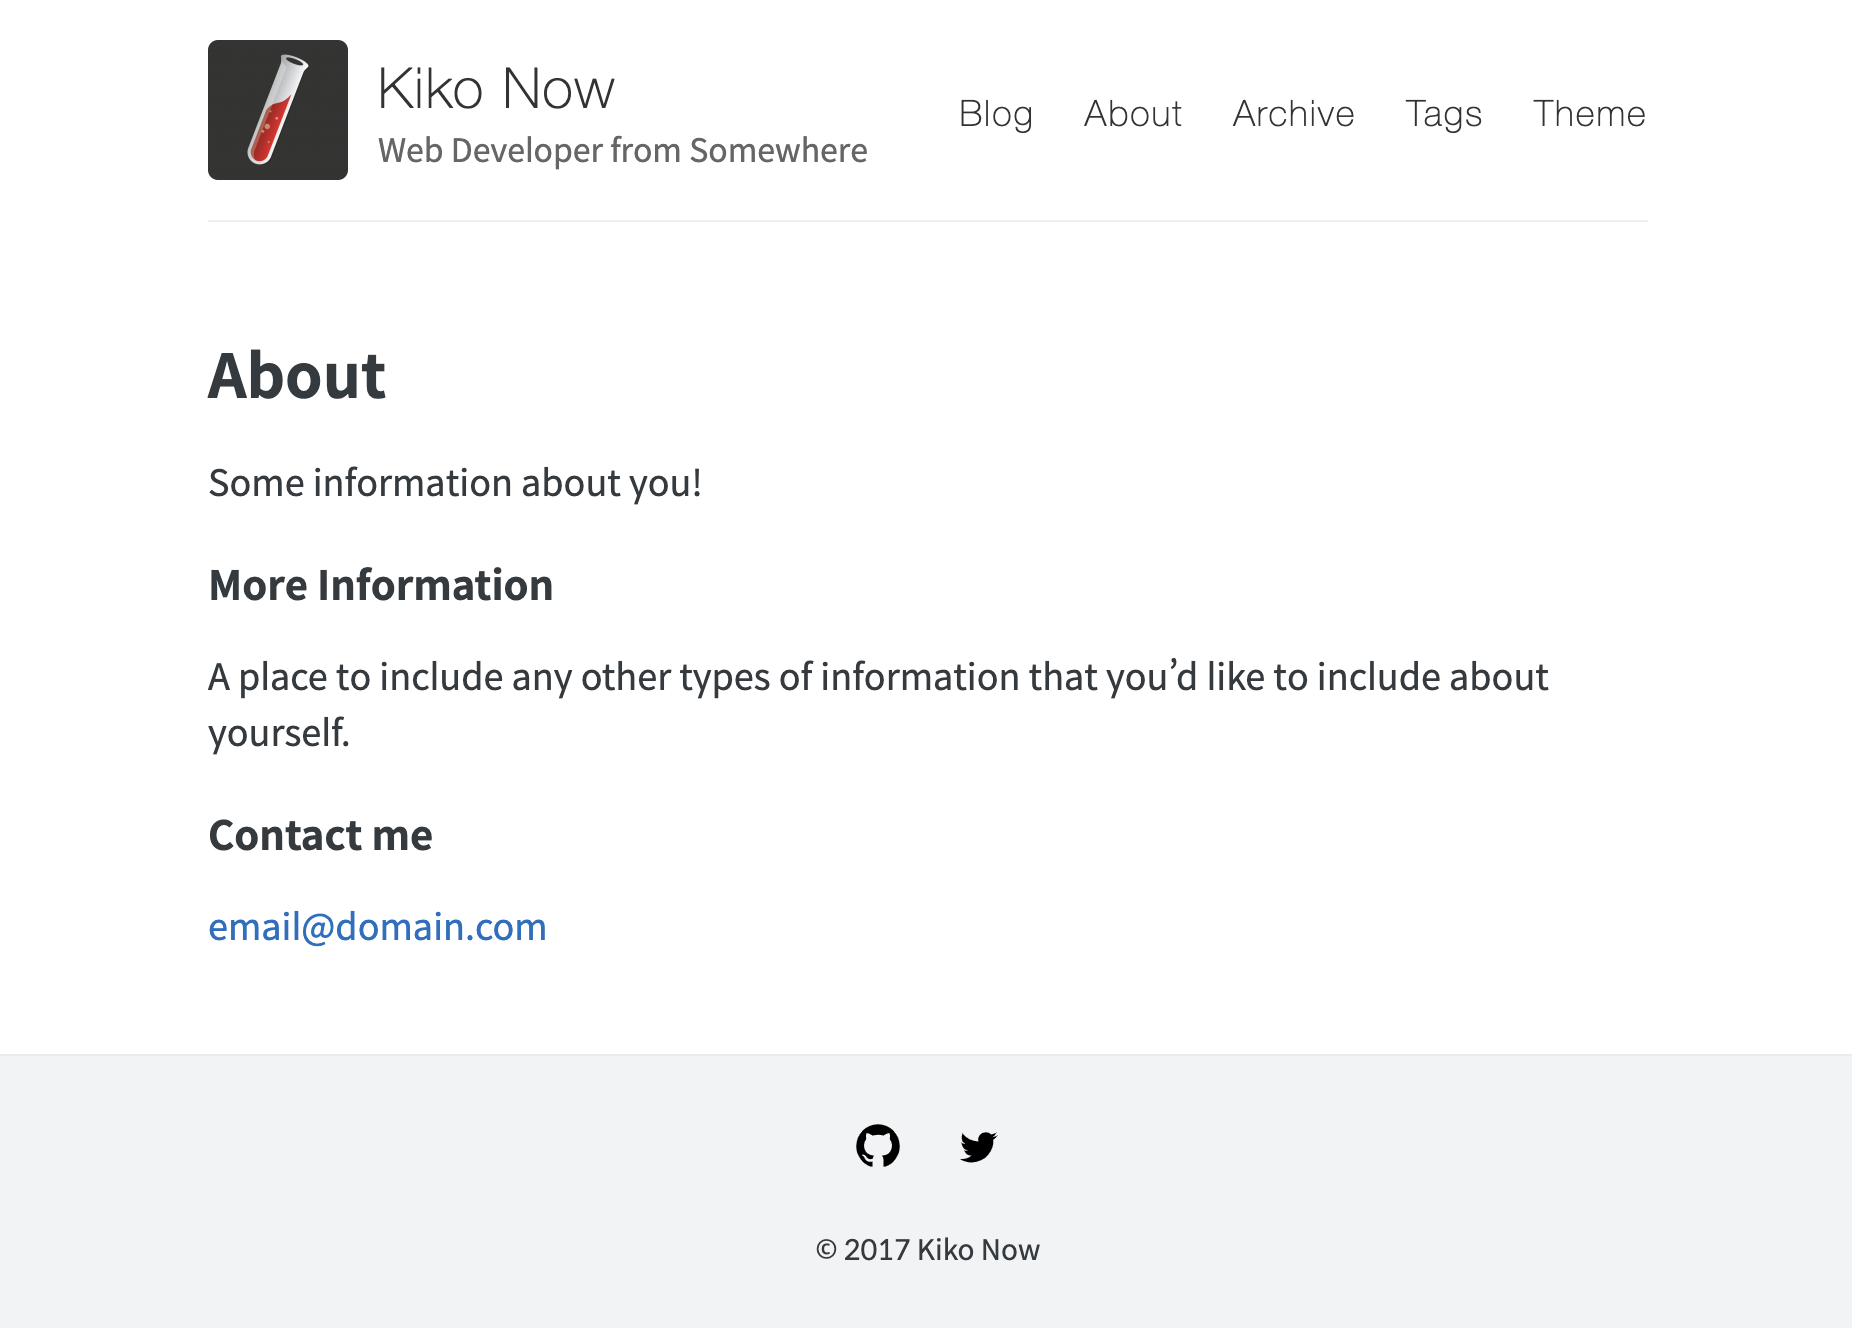 Kiko Now
Web Developer from Somewhere
Blog About Archive Tags Theme
About
Some information about you!
More Information
A place to include any other types of information that you’d like to include about
yourself.
Contact me
email@domain.com
© 2017 Kiko Now